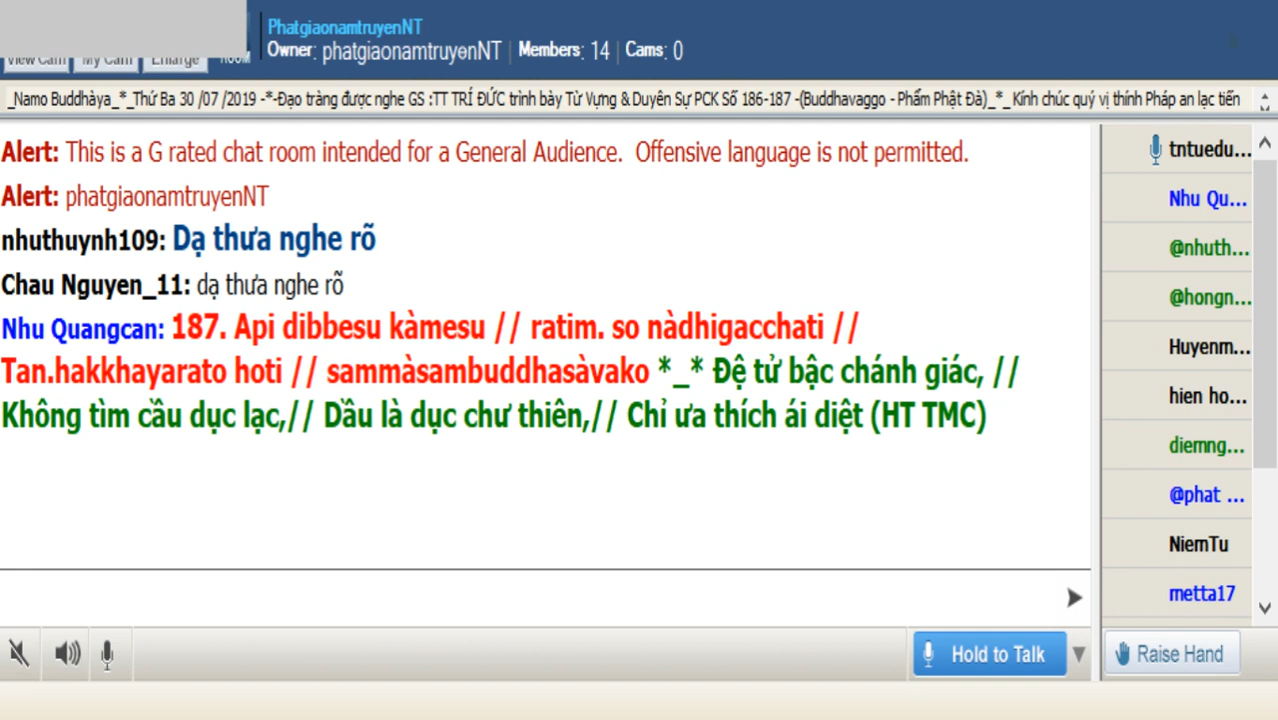 PhatgiaonamtruyenNT
Owner: phatgiaonamtruyenNT | Members: 14 | Cams: 0
View Cam My Cam Enlarge Room
_Namo Buddhàya_*_Thứ Ba 30 /07 /2019 -*-Đạo tràng được nghe GS :TT TRÍ ĐỨC trình bày Từ Vựng & Duyên Sự PCK Số 186-187 -(Buddhavaggo - Phẩm Phật Đà)_*_ Kính chúc quý vị thính Pháp an lạc tiến
Alert: This is a G rated chat room intended for a General Audience. Offensive language is not permitted.
Alert: phatgiaonamtruyenNT
nhuthuynh109: Dạ thưa nghe rõ
Chau Nguyen_11: dạ thưa nghe rõ
Nhu Quangcan: 187. Api dibbesu kàmesu // ratim. so nàdhigacchati //
Tan.hakkhayarato hoti // sammàsambuddhasàvako *_* Đệ tử bậc chánh giác, //
Không tìm cầu dục lạc,// Dầu là dục chư thiên,// Chỉ ưa thích ái diệt (HT TMC)
tntuedu...
Nhu Qu...
@nhuth...
@hongn...
Huyenm...
hien ho...
diemng...
@phat ...
NiemTu
metta17
Hold to Talk
Raise Hand